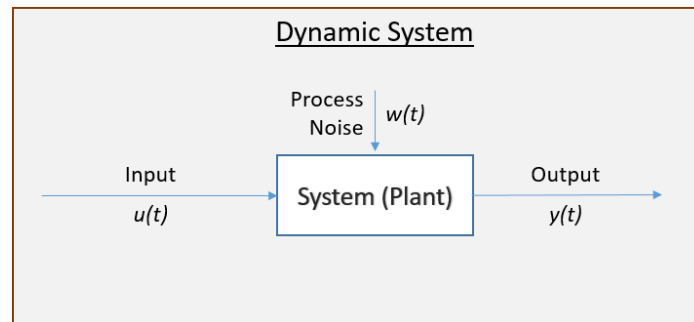 Dynamic System
Process
Noise
w(t)
Input
u(t)
System (Plant)
Output
y(t)